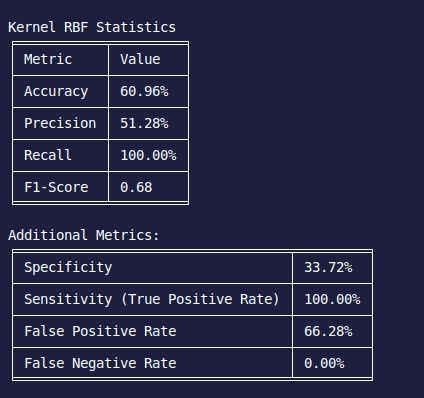 Kernel RBF Statistics
Metric Value
Accuracy 60.96%
Precision 51.28%
Recall 100.00%
F1-Score 0.68
Additional Metrics:
Specificity 33.72%
Sensitivity (True Positive Rate) 100.00%
False Positive Rate 66.28%
False Negative Rate 0.00%